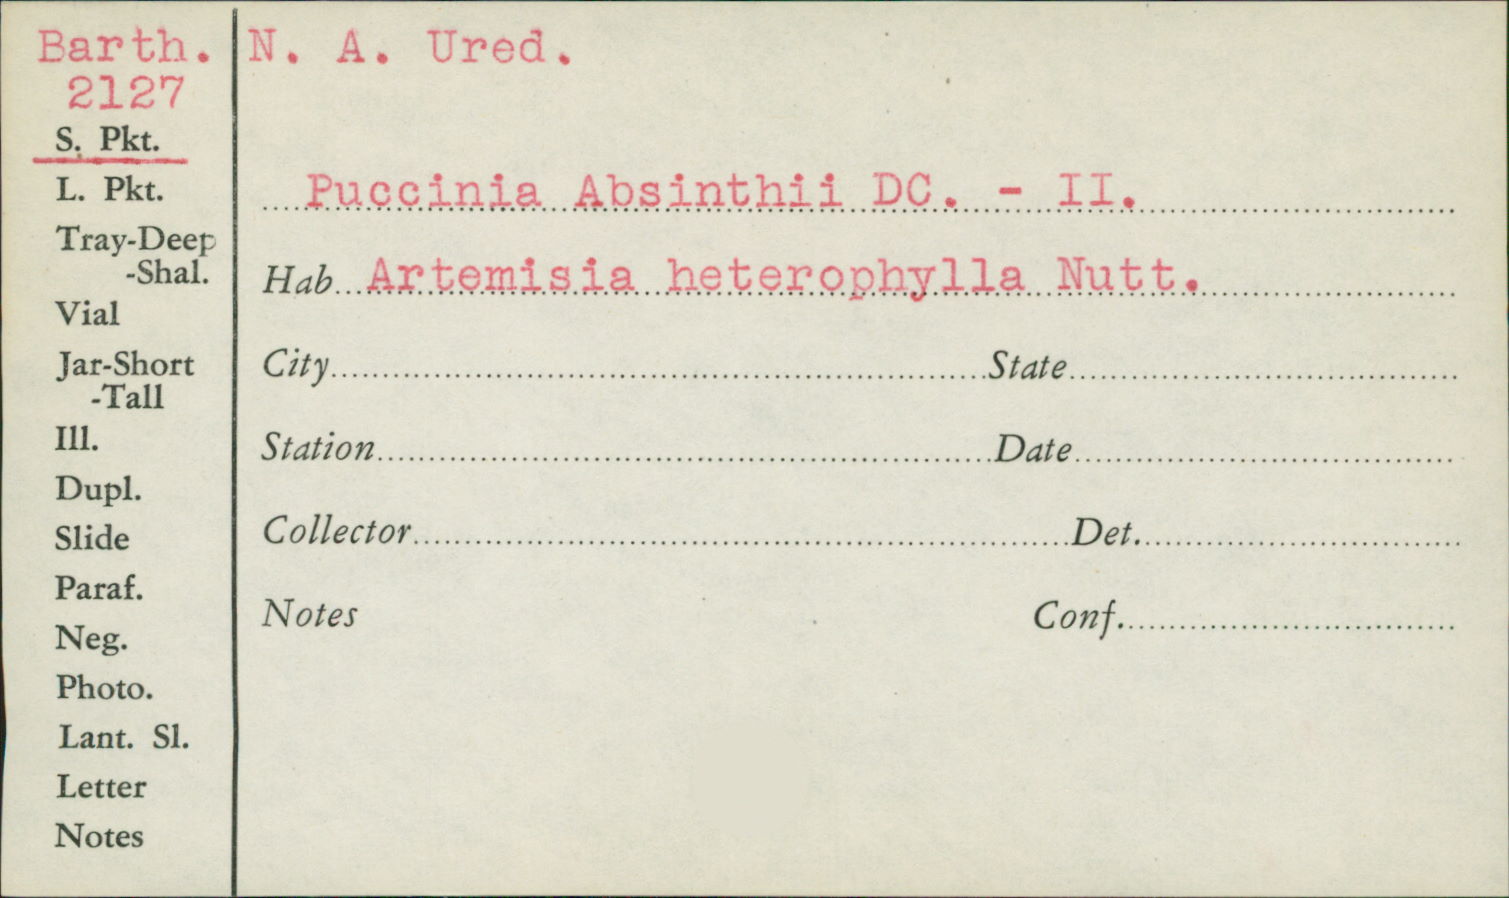 Barth. N. A. Ured.
2127
S. Pkt.
L. Pkt.
Tray-Deep
-Shal.
Vial
Jar-Short
-Tall
Ill.
Dupl.
Slide
Paraf.
Neg.
Photo.
Lant. Sl.
Letter
Notes
Puccinia Absinthii DC. - II.
Hab. Artemisia heterophylla Nutt.
City State
Station Date
Collector Det.
Notes Conf.